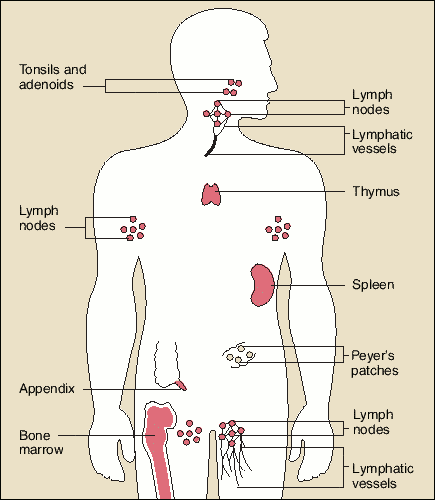 Tonsils and
adenoids
Lymph
nodes
Lymphatic
vessels
Thymus
Lymph
nodes
Spleen
Peyer's
patches
Appendix
Lymph
nodes
Bone
marrow
Lymphatic
vessels